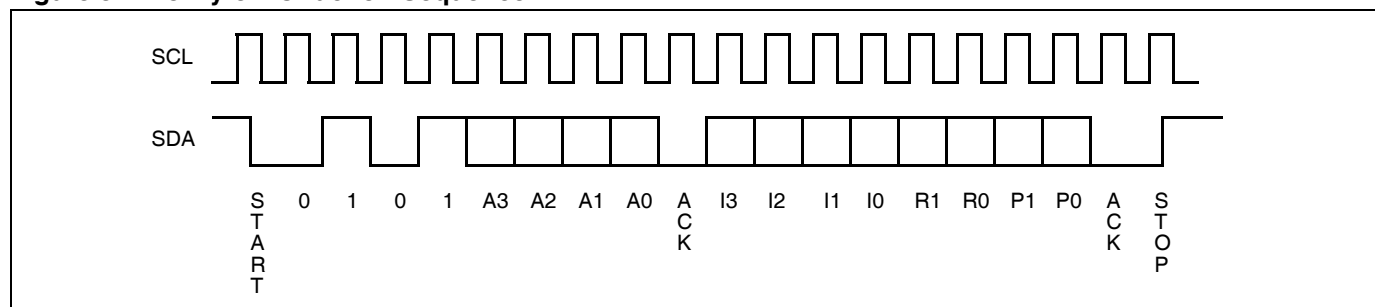 SCL
SDA
START 0 1 0 1 A3 A2 A1 A0 ACK I3 I2 I1 I0 R1 R0 P1 P0 ACK STOP